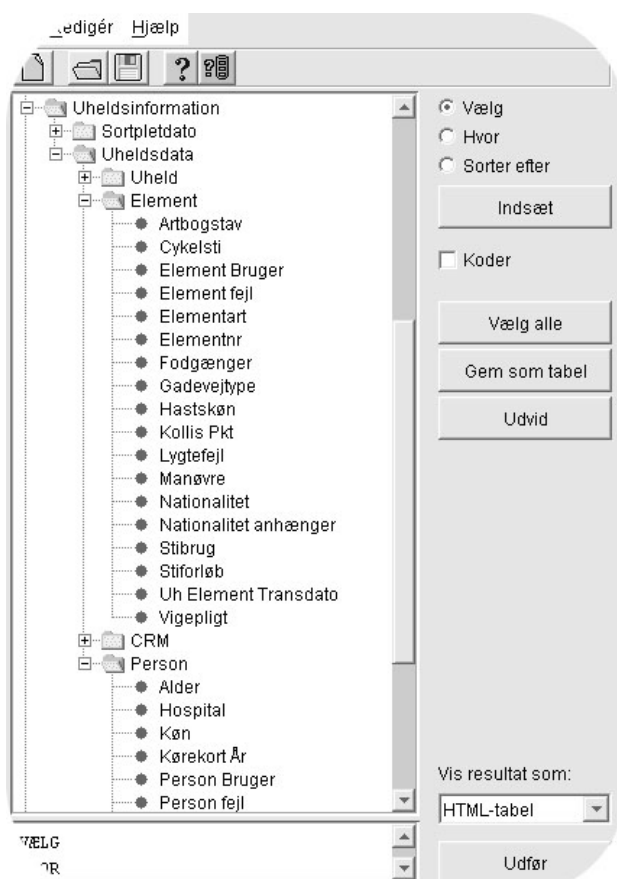 Hjælp
Uheldsinformation
Sortpletdato
Uheldsdata
Uheld
Element
Artbogstav
Cykelsti
Element Bruger
Element fejl
Elementart
Elementnr
Fodgænger
Gadevejtype
Hastskøn
Kollis Pkt
Lygtefejl
Manøvre
Nationalitet
Nationalitet anhænger
Stibrug
Stiforløb
Uh Element Transdato
Vigepligt
CRM
Person
Alder
Hospital
Køn
Kørekort År
Person Bruger
Person fejl
VÆLG
Vælg
Hvor
Sorter efter
Indsæt
Koder
Vælg alle
Gem som tabel
Udvid
Vis resultat som:
HTML-tabel
Udfør